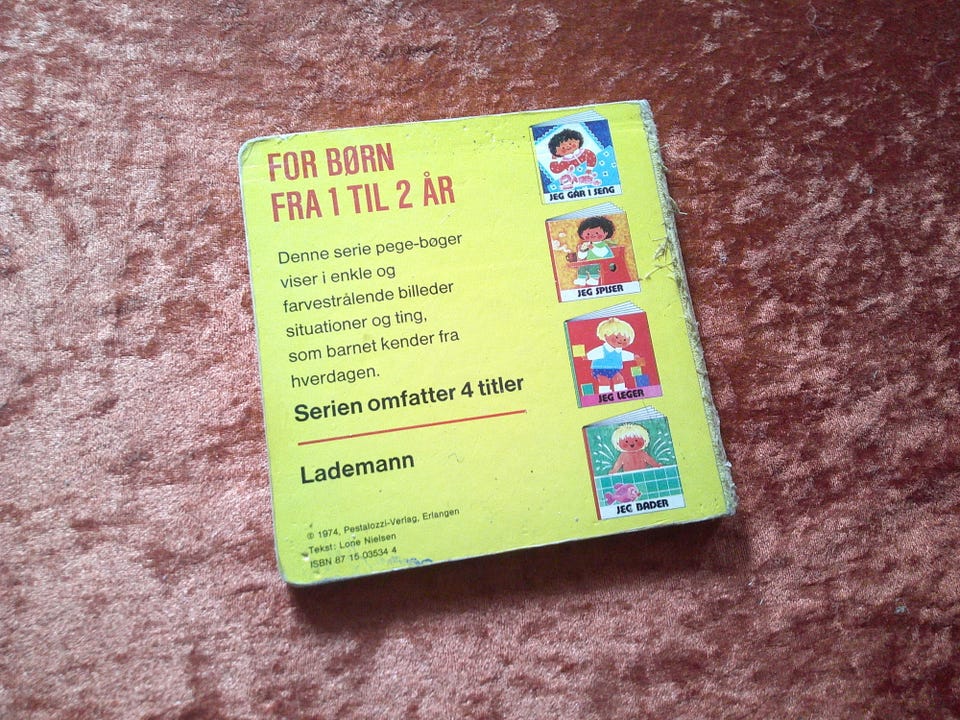 FOR BØRN
FRA 1 TIL 2 ÅR
Denne serie pege-bøger
viser i enkle og
farvestrålende billeder
situationer og ting,
som barnet kender fra
hverdagen.
Serien omfatter 4 titler
Lademann
© 1974, Pestalozzi-Verlag, Erlangen
Tekst: Lone Nielsen
ISBN 87 15 03534 4
JEG GÅR I SENG
JEG SPISER
JEG LEGER
JEG BADER